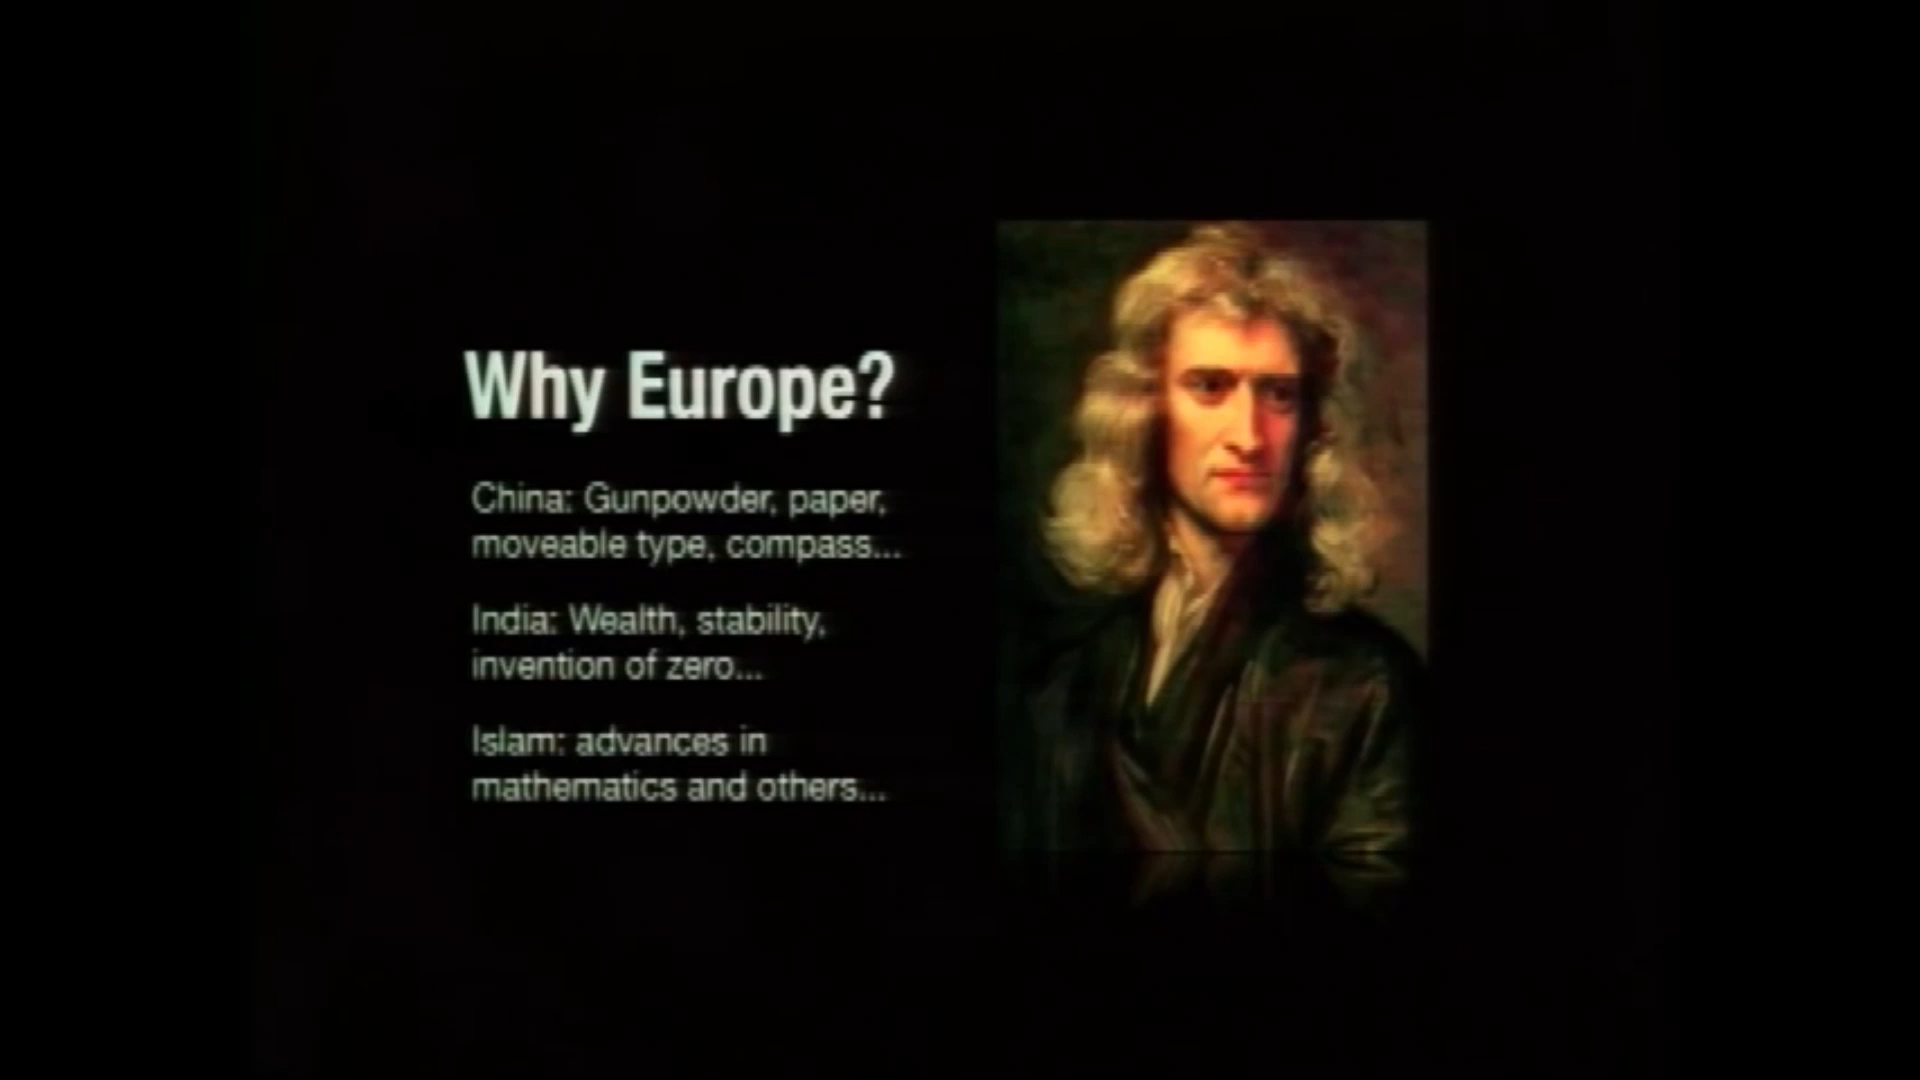 Why Europe?
China: Gunpowder, paper,
moveable type, compass...
India: Wealth, stability,
invention of zero...
Islam: advances in
mathematics and others...